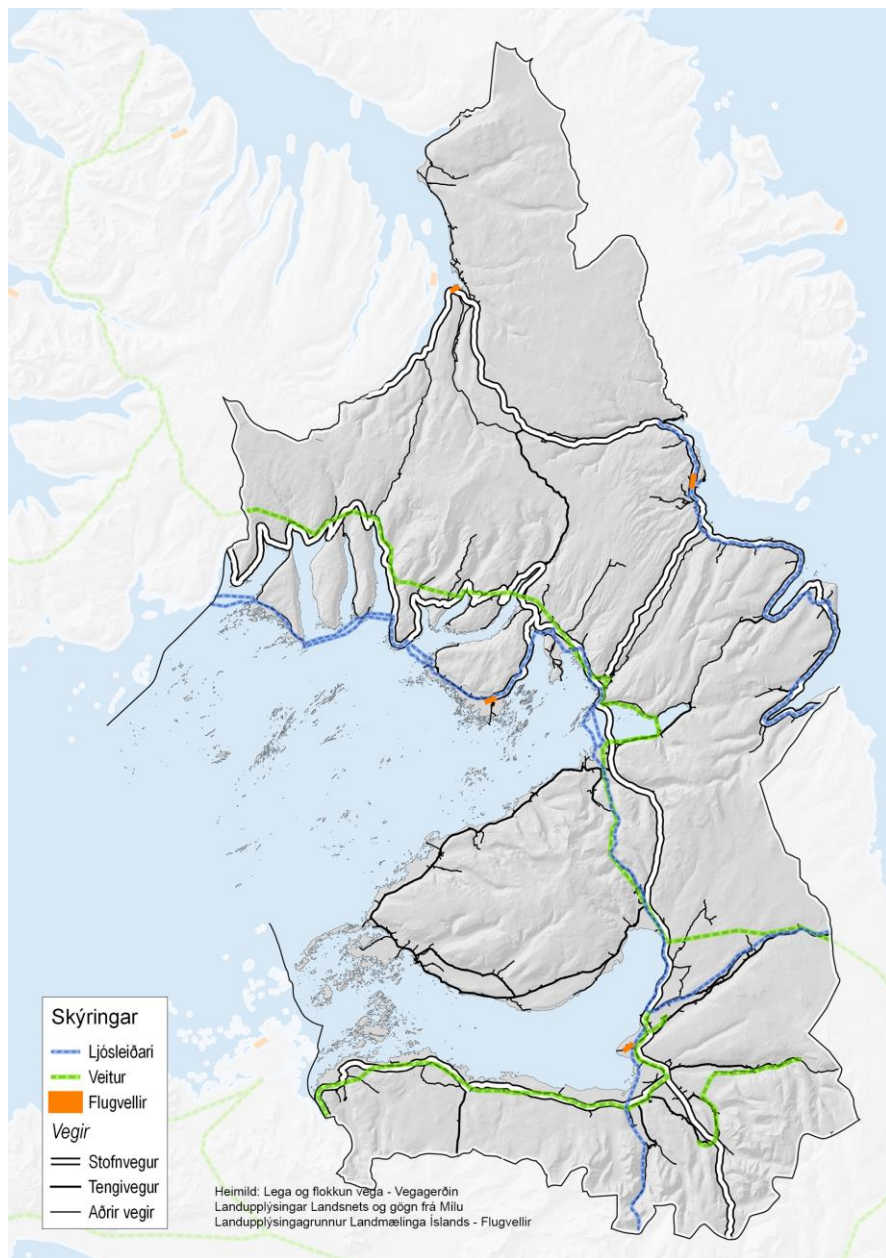 Skýringar
Ljósleiðari
Veitur
Flugvellir
Vegir
Stofnvegur
Tengivegur
Aðrir vegir
Heimild: Lega og flokkun vega - Vegagerðin
Landupplýsingar Landsnets og gögn frá Mílu
Landupplýsingagrunnur Landmælinga Íslands - Flugvellir